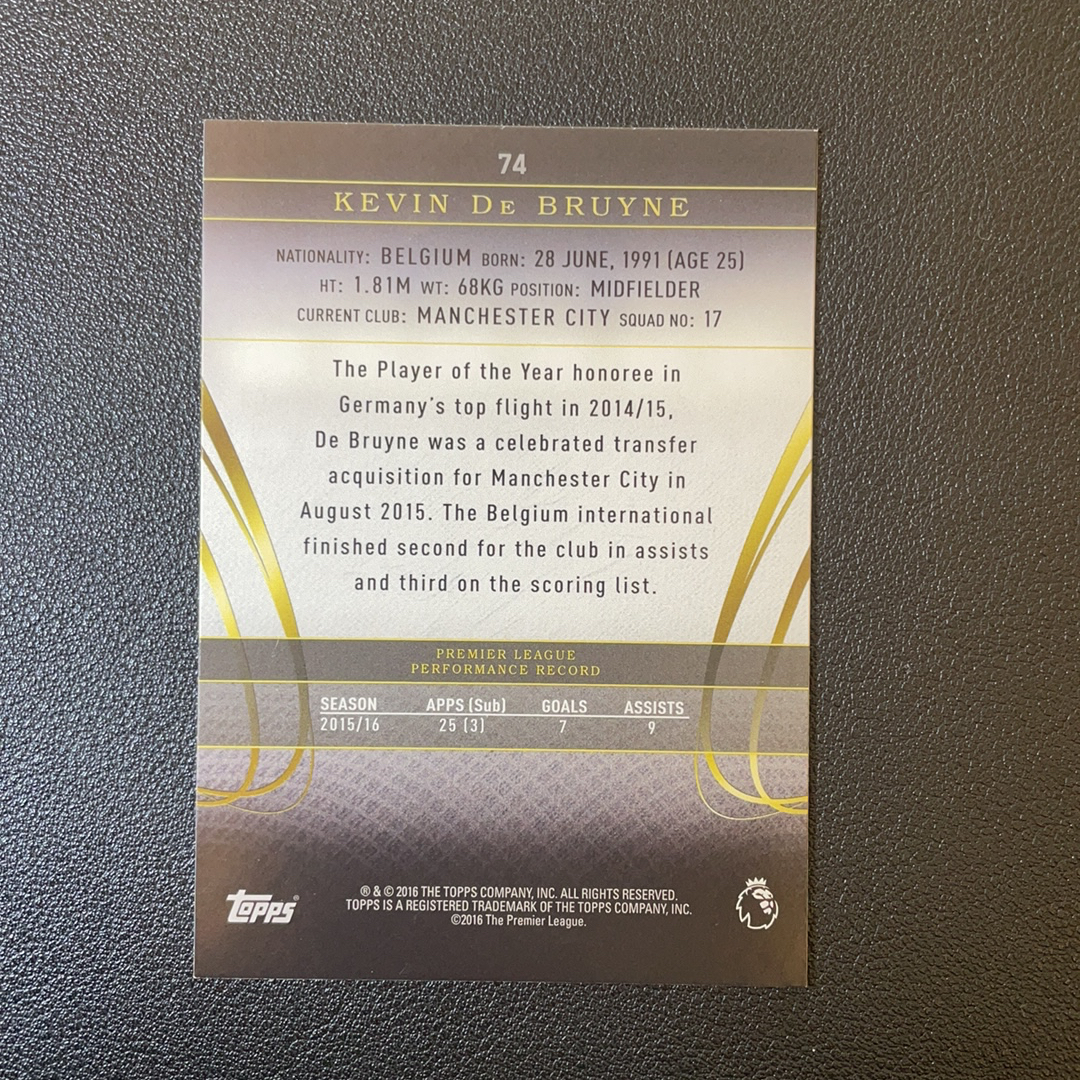 74
KEVIN DE BRUYNE
NATIONALITY: BELGIUM BORN: 28 JUNE, 1991 (AGE 25)
HT: 1.81M WT: 68KG POSITION: MIDFIELDER
CURRENT CLUB: MANCHESTER CITY SQUAD NO: 17
The Player of the Year honoree in
Germany's top flight in 2014/15,
De Bruyne was a celebrated transfer
acquisition for Manchester City in
August 2015. The Belgium international
finished second for the club in assists
and third on the scoring list.
PREMIER LEAGUE
PERFORMANCE RECORD
SEASON APPS (Sub) GOALS ASSISTS
2015/16 25 (3) 7 9
topps®
® & © 2016 THE TOPPS COMPANY, INC. ALL RIGHTS RESERVED.
TOPPS IS A REGISTERED TRADEMARK OF THE TOPPS COMPANY, INC.
©2016 The Premier League.